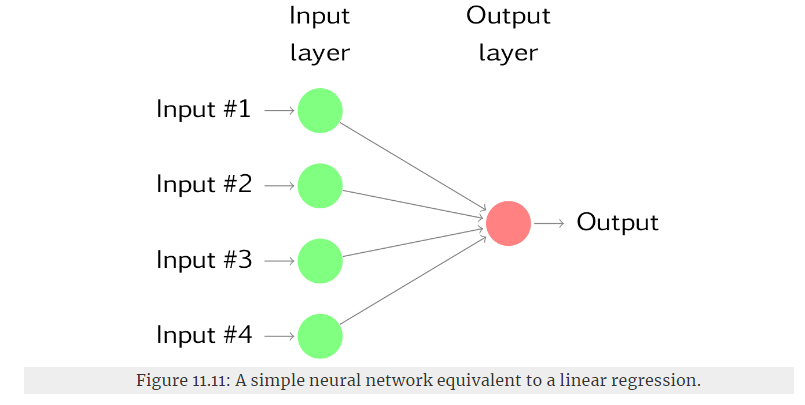 Input Output
layer layer
Input #1
Input #2
Output
Input #3
Input #4
Figure 11.11: A simple neural network equivalent to a linear regression.